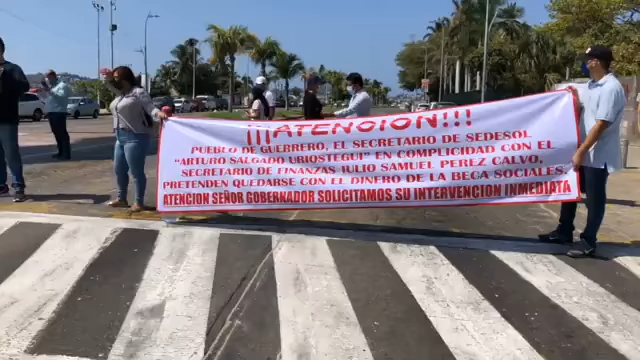 ¡¡¡ATENCION!!!
PUEBLO DE GUERRERO, EL SECRETARIO DE SEDESOL
"ARTURO SALGADO URIOSTEGUI" EN COMPLICIDAD CON EL
SECRETARIO DE FINANZAS JULIO SAMUEL PEREZ CALVO.
PRETENDEN QUEDARSE CON EL DINERO DE LA BECA SOCIALES.
ATENCION SEÑOR GOBERNADOR SOLICITAMOS SU INTERVENCION INMEDIATA